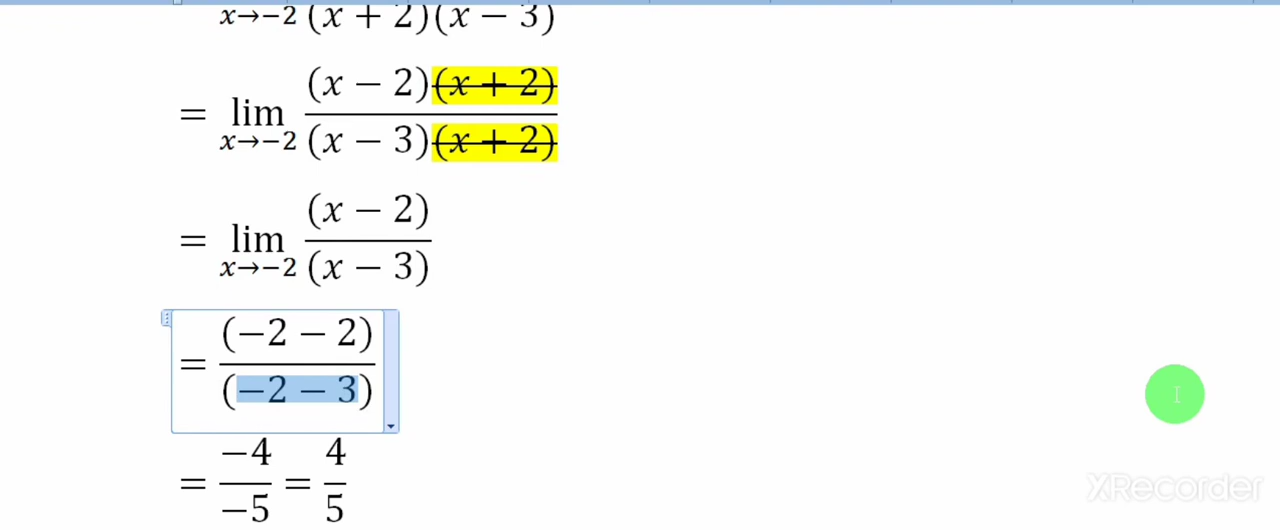 x→−2 (x + 2)(x − 3)
= lim x→−2 (x − 2)(x + 2) / (x − 3)(x + 2)
= lim x→−2 (x − 2) / (x − 3)
= (−2 − 2) / (−2 − 3)
= −4 / −5 = 4 / 5
XRecorder